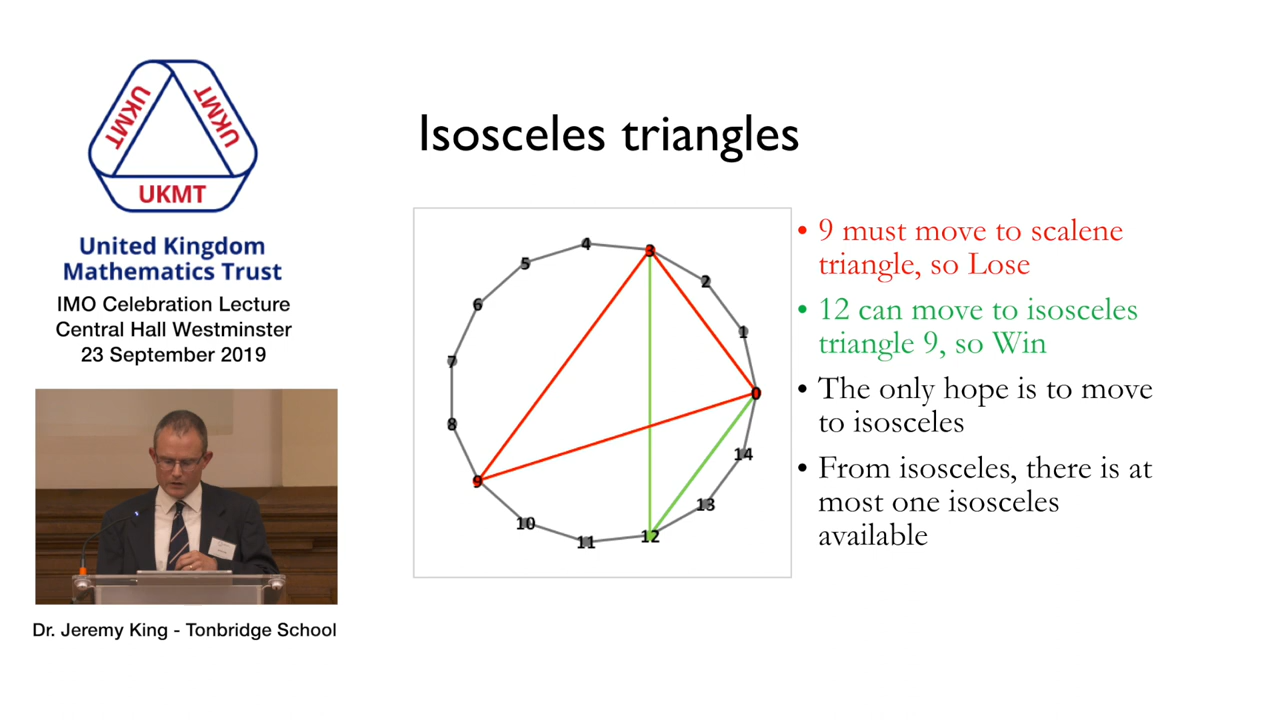 UKMT
UKMT
UKMT
United Kingdom
Mathematics Trust
IMO Celebration Lecture
Central Hall Westminster
23 September 2019
Dr. Jeremy King - Tonbridge School
Isosceles triangles
4
3
5
2
6
1
7
0
8
14
9
13
10
12
11
• 9 must move to scalene
triangle, so Lose
• 12 can move to isosceles
triangle 9, so Win
• The only hope is to move
to isosceles
• From isosceles, there is at
most one isosceles
available